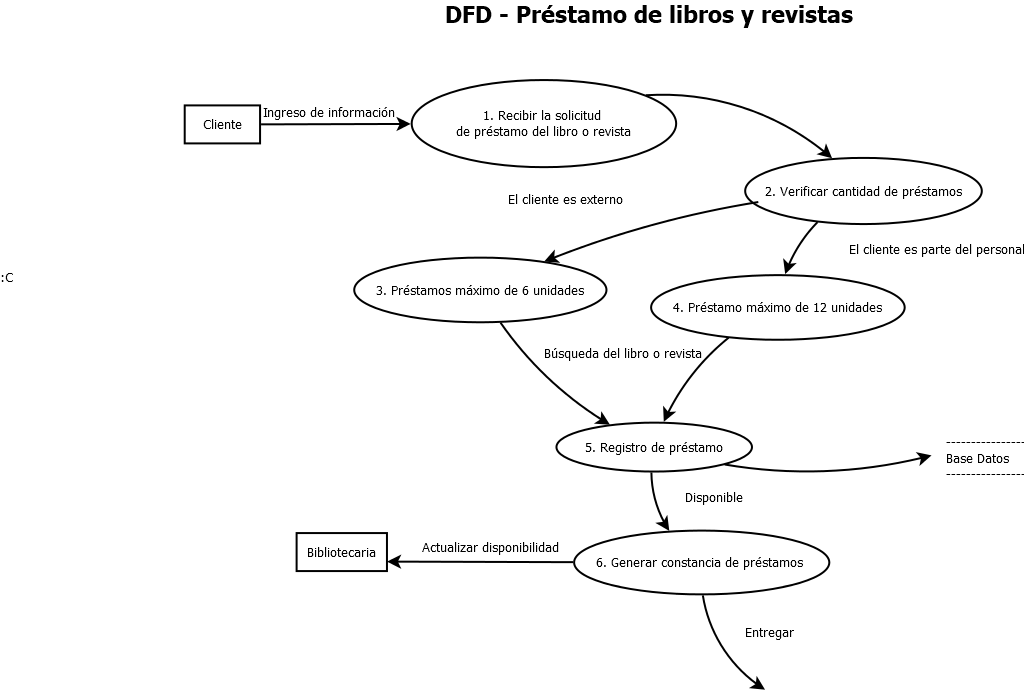 DFD - Préstamo de libros y revistas
Ingreso de información
Cliente
1. Recibir la solicitud
de préstamo del libro o revista
2. Verificar cantidad de préstamos
El cliente es externo
El cliente es parte del personal
:C
3. Préstamos máximo de 6 unidades
4. Préstamo máximo de 12 unidades
Búsqueda del libro o revista
5. Registro de préstamo
Base Datos
Disponible
Bibliotecaria
Actualizar disponibilidad
6. Generar constancia de préstamos
Entregar